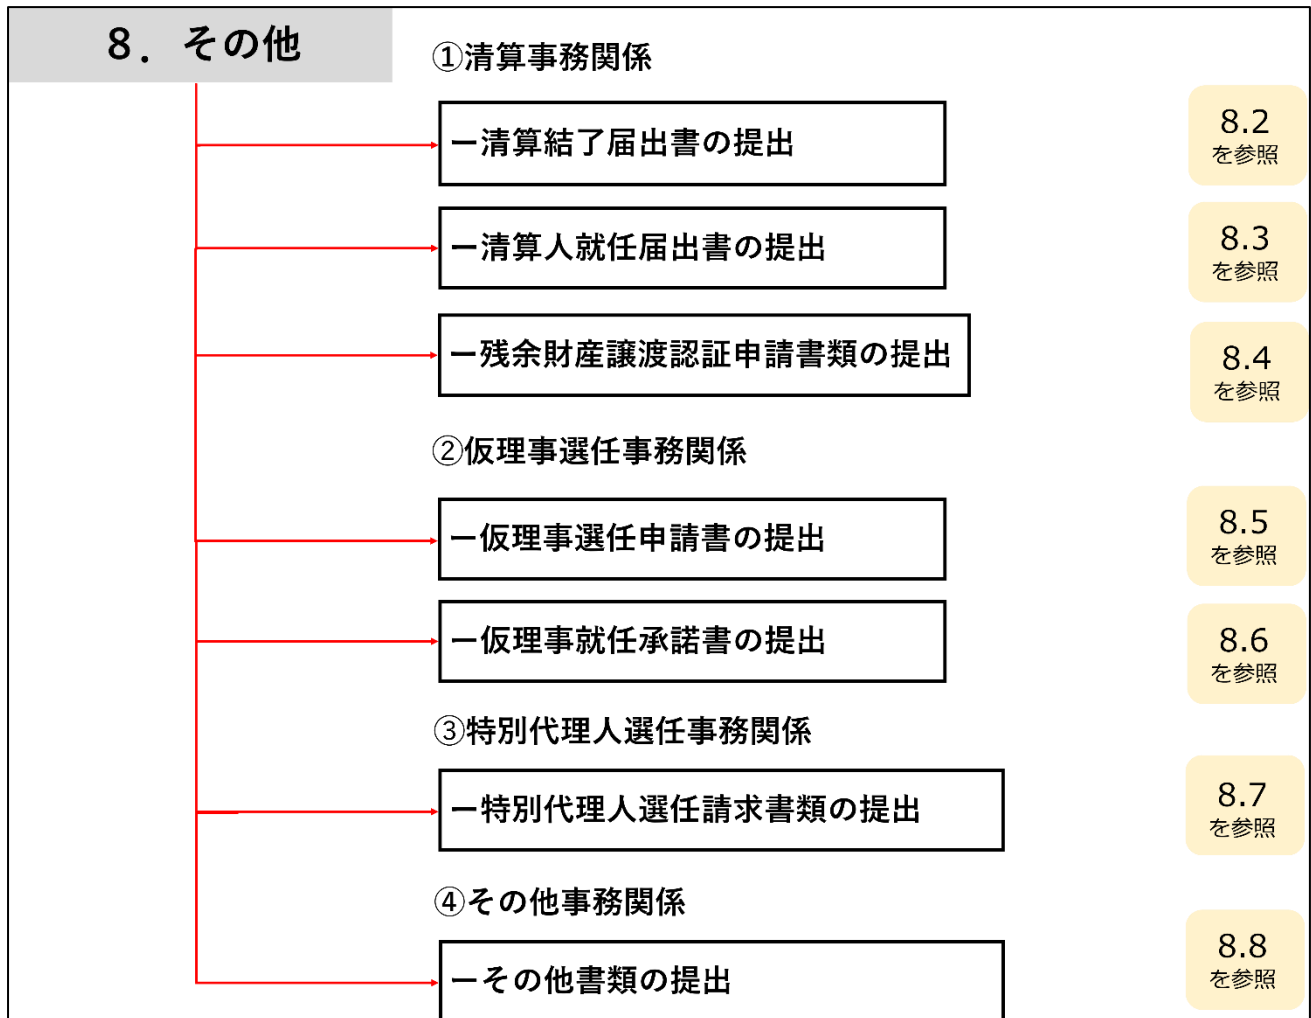 8．その他
①清算事務関係
ー清算結了届出書の提出
8.2
を参照
ー清算人就任届出書の提出
8.3
を参照
ー残余財産譲渡認証申請書類の提出
8.4
を参照
②仮理事選任事務関係
ー仮理事選任申請書の提出
8.5
を参照
ー仮理事就任承諾書の提出
8.6
を参照
③特別代理人選任事務関係
ー特別代理人選任請求書類の提出
8.7
を参照
④その他事務関係
ーその他書類の提出
8.8
を参照